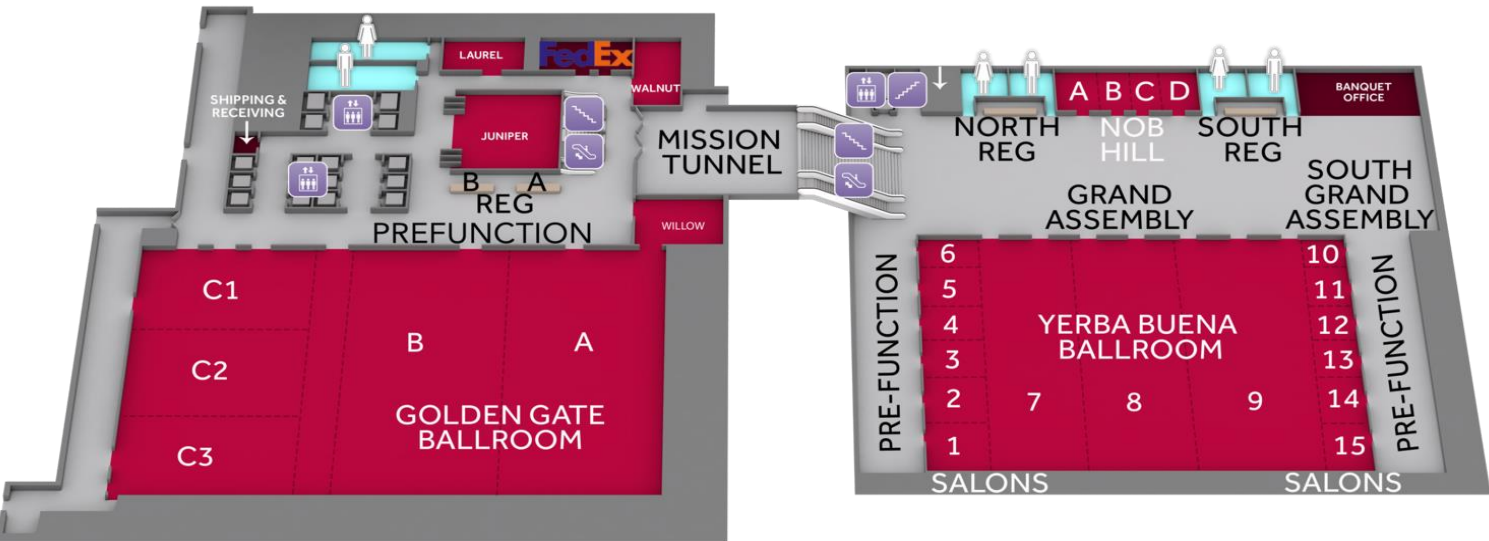 LAUREL
FedEx
WALNUT
SHIPPING &
RECEIVING
JUNIPER
B
A
REG
PREFUNCTION
MISSION
TUNNEL
WILLOW
C1
C2
C3
B
A
GOLDEN GATE
BALLROOM
A B C D
BANQUET
OFFICE
NORTH
REG
NOB
HILL
SOUTH
REG
GRAND
ASSEMBLY
SOUTH
GRAND
ASSEMBLY
PRE-FUNCTION
6
5
4
3
2
1
YERBA BUENA
BALLROOM
7
8
9
10
11
12
13
14
15
PRE-FUNCTION
SALONS
SALONS